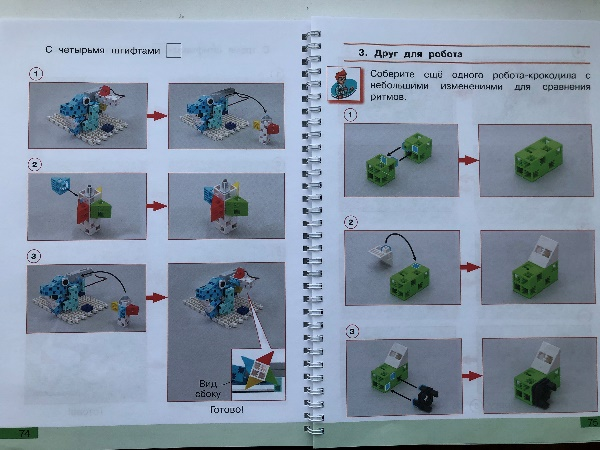 С четырьмя штифтами
1
2
3
Вид
сбоку
Готово!
74
3. Друг для робота
Соберите ещё одного робота-крокодила с
небольшими изменениями для сравнения
ритмов.
1
2
3
75